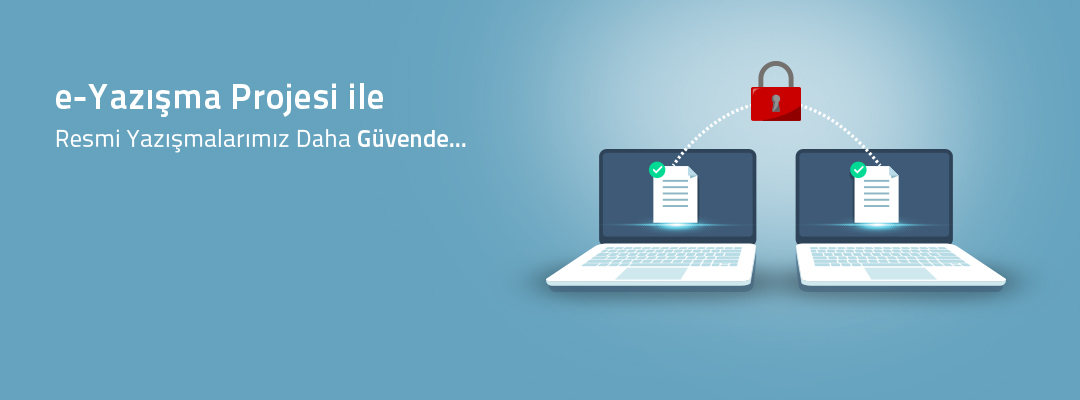 e-Yazışma Projesi ile
Resmi Yazışmalarımız Daha Güvende...